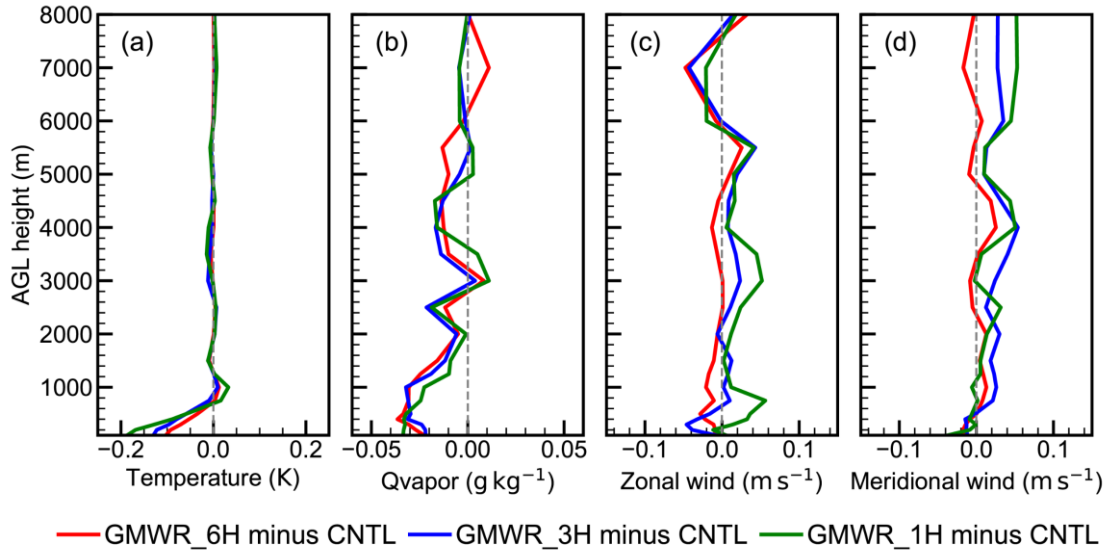 (a) (b) (c) (d)
8000
7000
6000
5000
4000
3000
2000
1000
AGL height (m)
−0.2 0.0 0.2
−0.05 0.00 0.05
−0.1 0.0 0.1
−0.1 0.0 0.1
Temperature (K) Qvapor (g kg⁻¹) Zonal wind (m s⁻¹) Meridional wind (m s⁻¹)
GMWR_6H minus CNTL GMWR_3H minus CNTL GMWR_1H minus CNTL